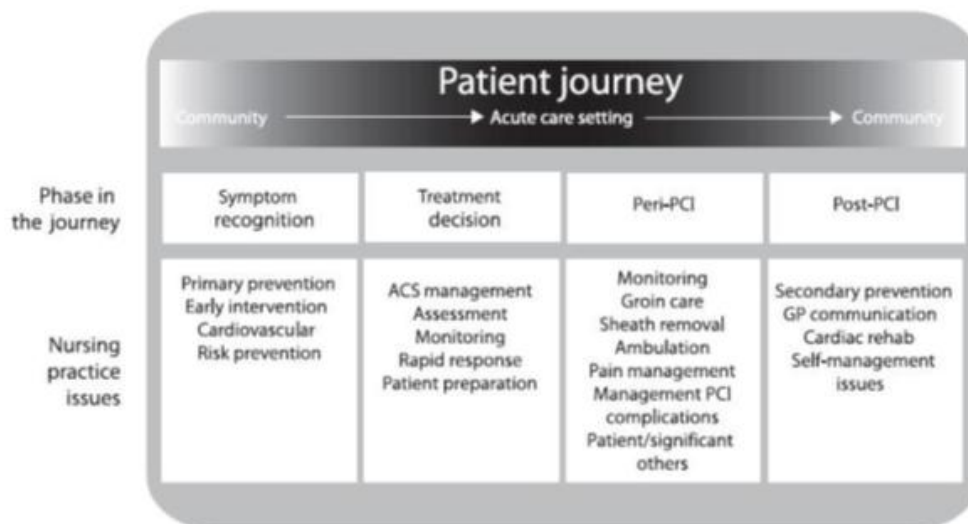 Patient journey
Community
Acute care setting
Community
Phase in
the journey
Symptom
recognition
Treatment
decision
Peri-PCI
Post-PCI
Nursing
practice
issues
Primary prevention
Early intervention
Cardiovascular
Risk prevention
ACS management
Assessment
Monitoring
Rapid response
Patient preparation
Monitoring
Groin care
Sheath removal
Ambulation
Pain management
Management PCI
complications
Patient/significant
others
Secondary prevention
GP communication
Cardiac rehab
Self-management
issues